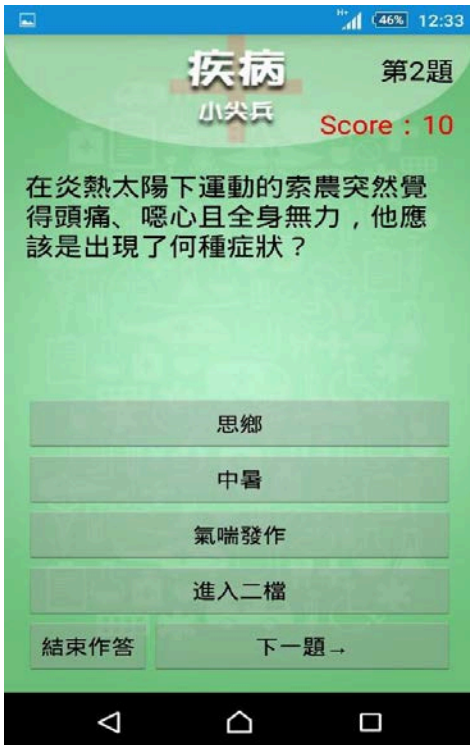 H+ 46% 12:33
疾病
第2題
小尖兵
Score : 10
在炎熱太陽下運動的索農突然覺
得頭痛、噁心且全身無力，他應
該是出現了何種症狀？
思鄉
中暑
氣喘發作
進入二檔
結束作答
下一題→